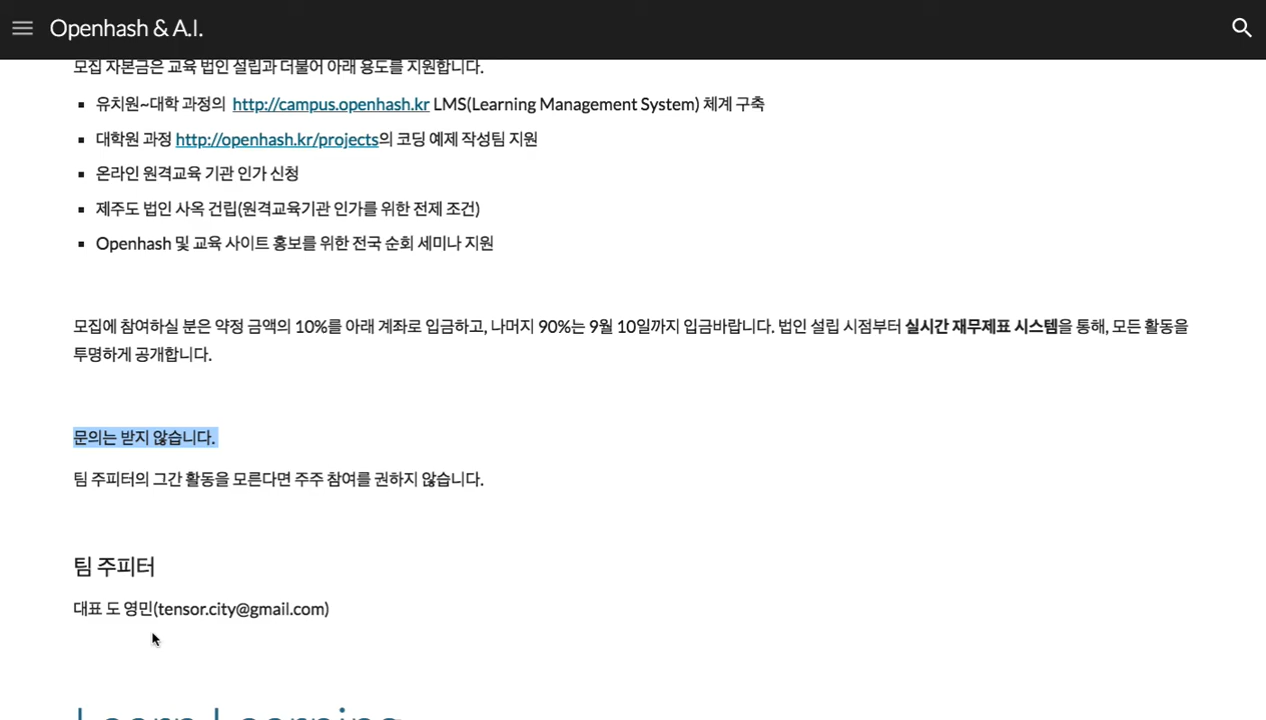 Openhash & A.I.
모집 자본금은 교육 법인 설립과 더불어 아래 용도를 지원합니다.
▪ 유치원~대학 과정의 http://campus.openhash.kr LMS(Learning Management System) 체계 구축
▪ 대학원 과정 http://openhash.kr/projects의 코딩 예제 작성팀 지원
▪ 온라인 원격교육 기관 인가 신청
▪ 제주도 법인 사옥 건립(원격교육기관 인가를 위한 전제 조건)
▪ Openhash 및 교육 사이트 홍보를 위한 전국 순회 세미나 지원
모집에 참여하실 분은 약정 금액의 10%를 아래 계좌로 입금하고, 나머지 90%는 9월 10일까지 입금바랍니다. 법인 설립 시점부터 실시간 재무제표 시스템을 통해, 모든 활동을
투명하게 공개합니다.
문의는 받지 않습니다.
팀 주피터의 그간 활동을 모른다면 주주 참여를 권하지 않습니다.
팀 주피터
대표 도 영민(tensor.city@gmail.com)
Learn Learning